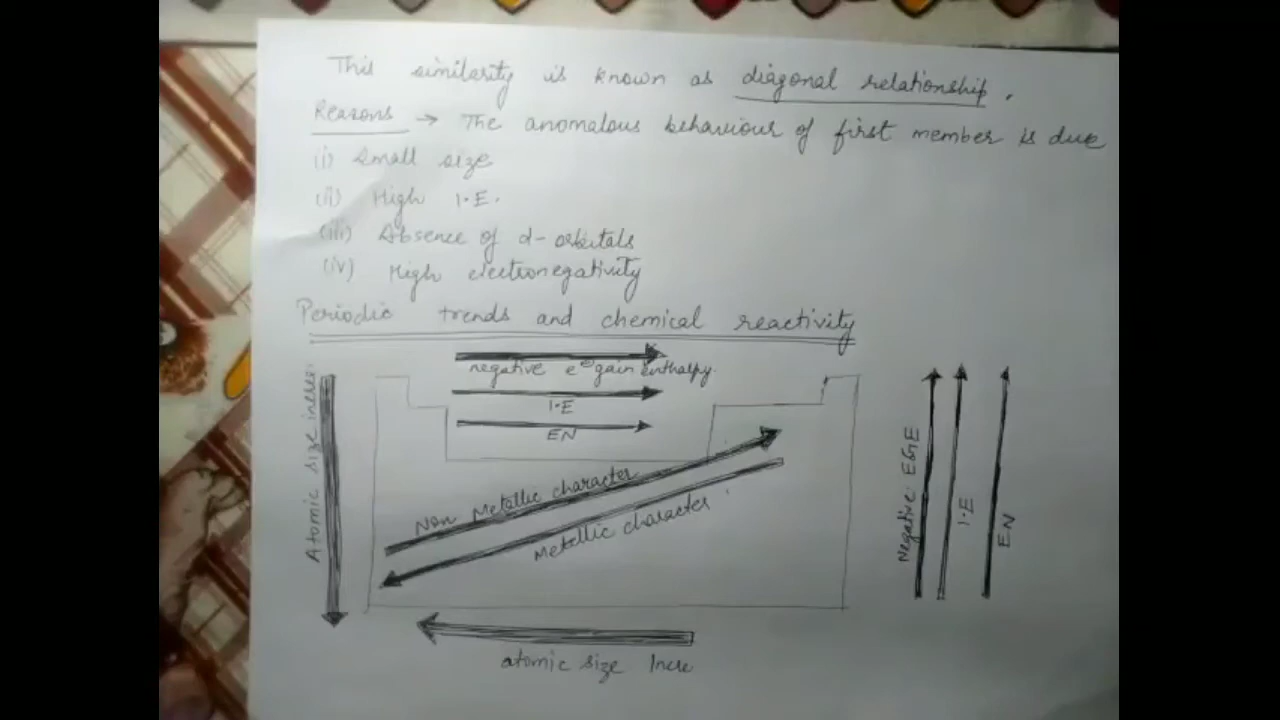 This similarity is known as diagonal relationship.
Reasons → The anomalous behaviour of first member is due
(i) Small size
(ii) High I.E.
(iii) Absence of d-orbitals
(iv) High electronegativity
Periodic trends and chemical reactivity
negative e⊖ gain enthalpy.
I.E
EN
Atomic size increa
Non Metallic character
Metallic character
Negative EGE
I.E
EN
atomic size Incre